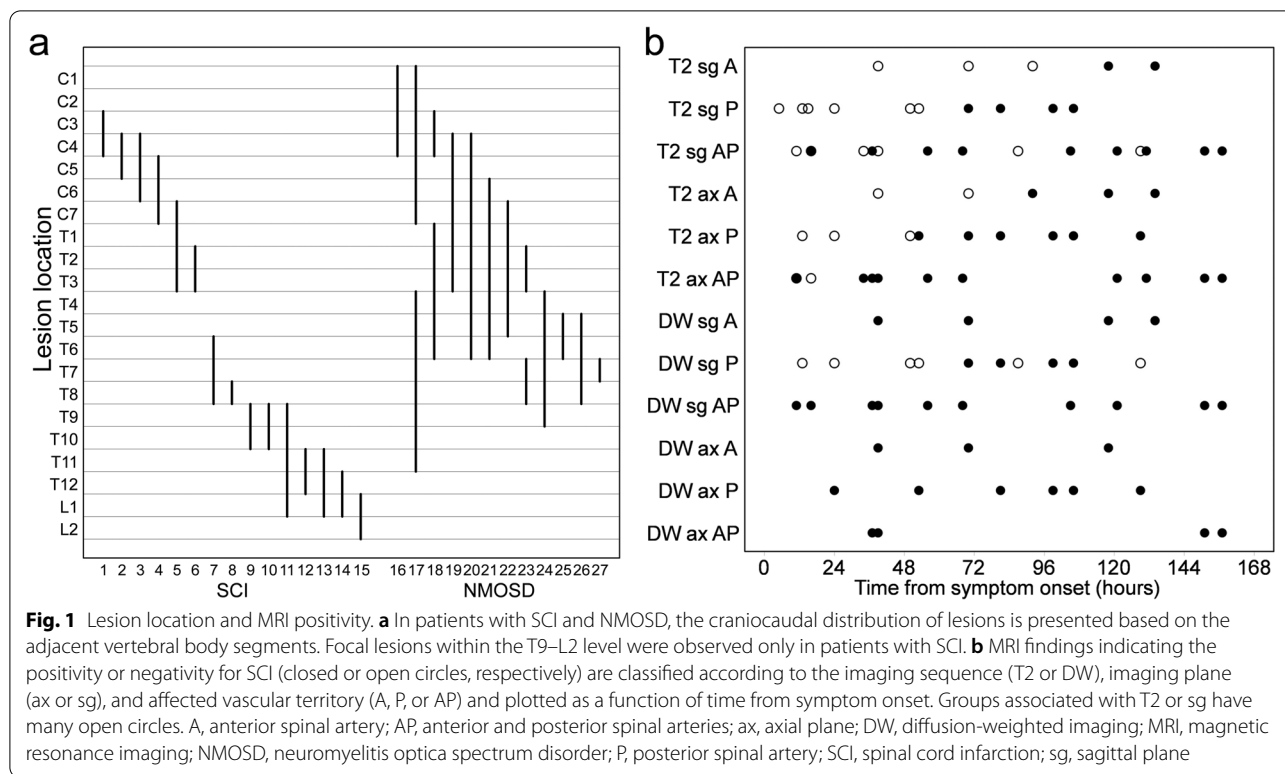 a
Lesion location
C1
C2
C3
C4
C5
C6
C7
T1
T2
T3
T4
T5
T6
T7
T8
T9
T10
T11
T12
L1
L2
1 2 3 4 5 6 7 8 9 10 11 12 13 14 15 16 17 18 19 20 21 22 23 24 25 26 27
SCI NMOSD
b
T2 sg A
T2 sg P
T2 sg AP
T2 ax A
T2 ax P
T2 ax AP
DW sg A
DW sg P
DW sg AP
DW ax A
DW ax P
DW ax AP
0 24 48 72 96 120 144 168
Time from symptom onset (hours)
Fig. 1 Lesion location and MRI positivity. a In patients with SCI and NMOSD, the craniocaudal distribution of lesions is presented based on the
adjacent vertebral body segments. Focal lesions within the T9–L2 level were observed only in patients with SCI. b MRI findings indicating the
positivity or negativity for SCI (closed or open circles, respectively) are classified according to the imaging sequence (T2 or DW), imaging plane
(ax or sg), and affected vascular territory (A, P, or AP) and plotted as a function of time from symptom onset. Groups associated with T2 or sg have
many open circles. A, anterior spinal artery; AP, anterior and posterior spinal arteries; ax, axial plane; DW, diffusion-weighted imaging; MRI, magnetic
resonance imaging; NMOSD, neuromyelitis optica spectrum disorder; P, posterior spinal artery; SCI, spinal cord infarction; sg, sagittal plane